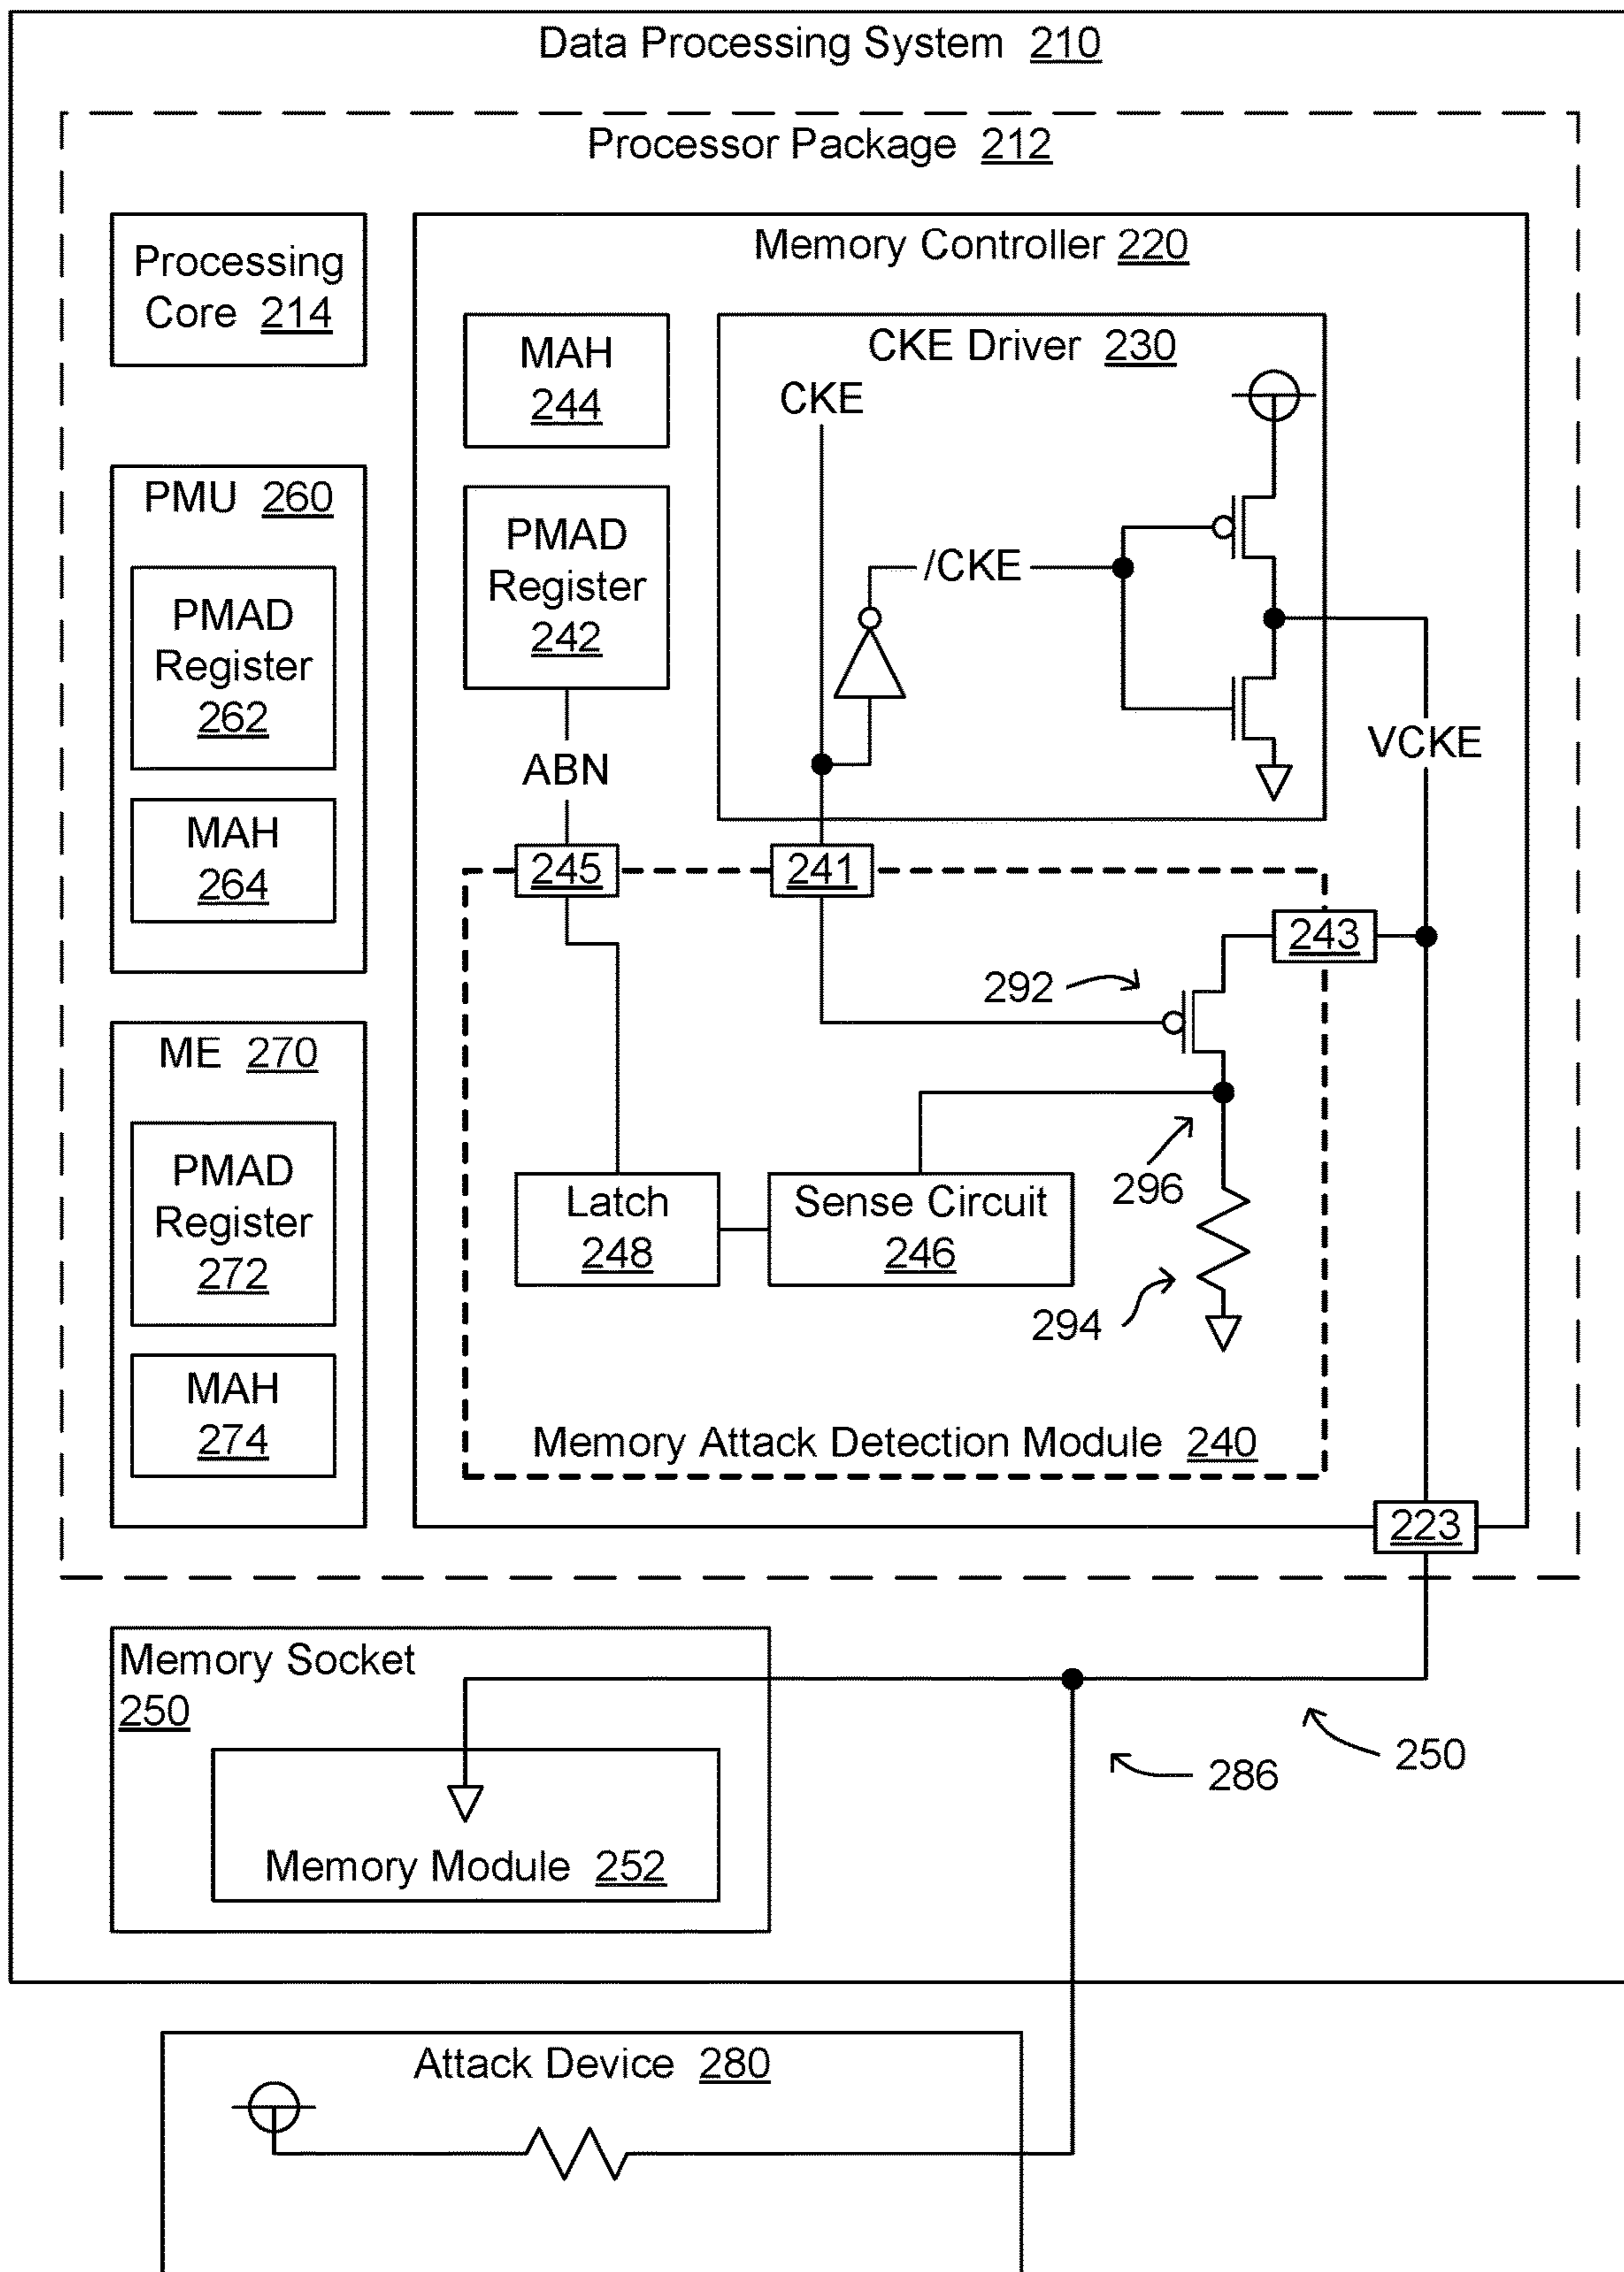 Data Processing System 210
Processor Package 212
Processing
Core 214
PMU 260
PMAD
Register
262
MAH
264
ME 270
PMAD
Register
272
MAH
274
Memory Controller 220
MAH
244
PMAD
Register
242
ABN
CKE Driver 230
CKE
/CKE
VCKE
245
241
243
292
296
Latch
248
Sense Circuit
246
294
Memory Attack Detection Module 240
223
Memory Socket
250
Memory Module 252
250
286
Attack Device 280